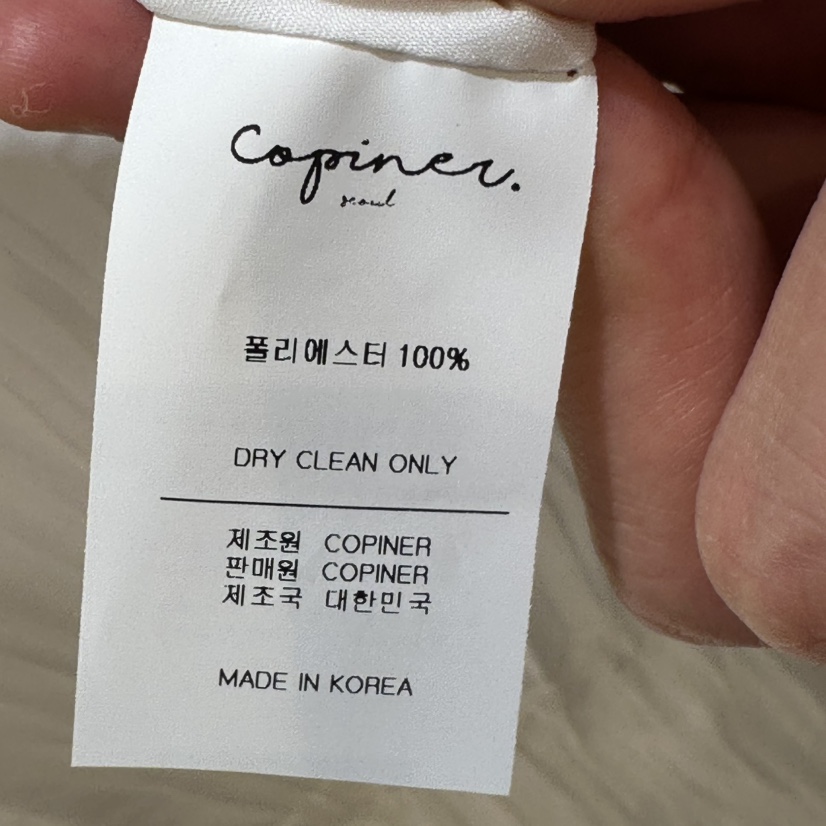 Copiner.
seoul
폴리에스터 100%
DRY CLEAN ONLY
제조원 COPINER
판매원 COPINER
제조국 대한민국
MADE IN KOREA